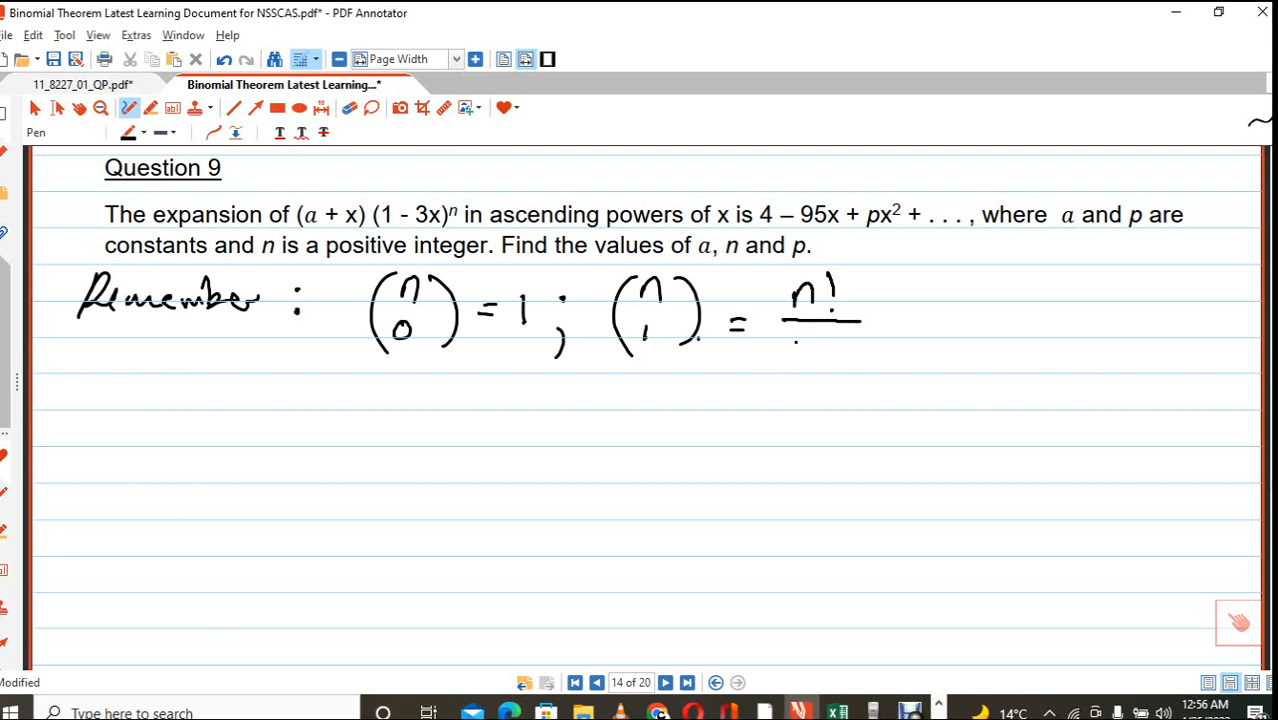 Binomial Theorem Latest Learning Document for NSSCAS.pdf* - PDF Annotator
ile Edit Tool View Extras Window Help
Page Width
11_8227_01_QP.pdf* Binomial Theorem Latest Learning...*
Pen
Question 9
The expansion of (a + x) (1 - 3x)ⁿ in ascending powers of x is 4 – 95x + px² + . . . , where a and p are
constants and n is a positive integer. Find the values of a, n and p.
Remember : (n 0) = 1 ; (n 1) = n!
14 of 20
Modified
12:56 AM
Type here to search 14°C